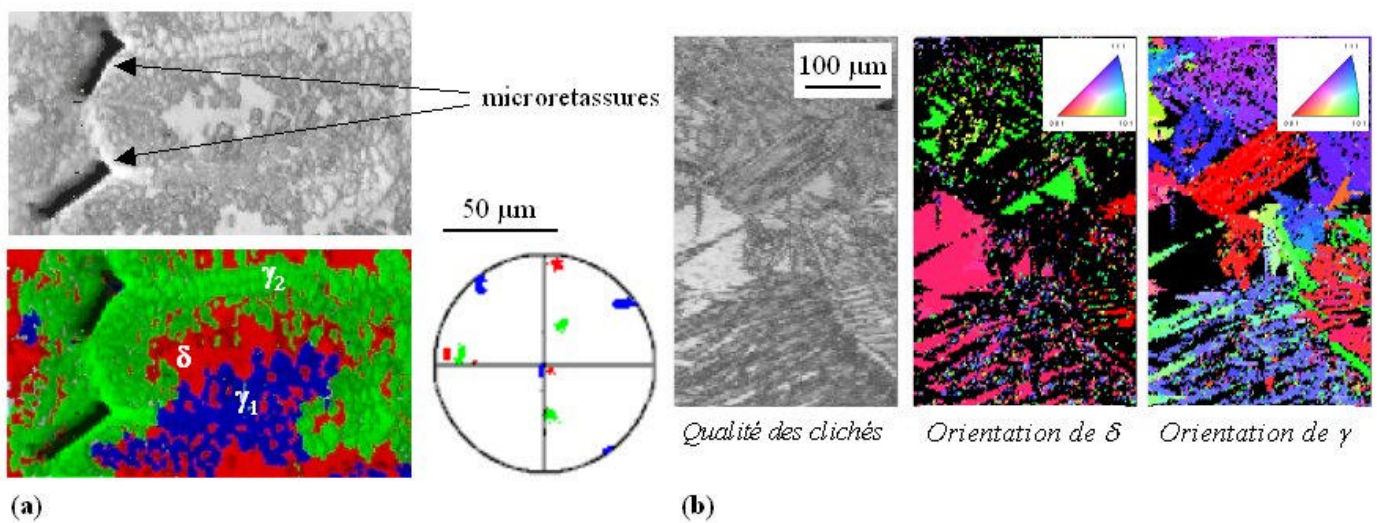 microretassures
50 µm
γ2
δ
γ1
(a)
100 µm
111
001
101
111
001
101
Qualité des clichés
Orientation de δ
Orientation de γ
(b)